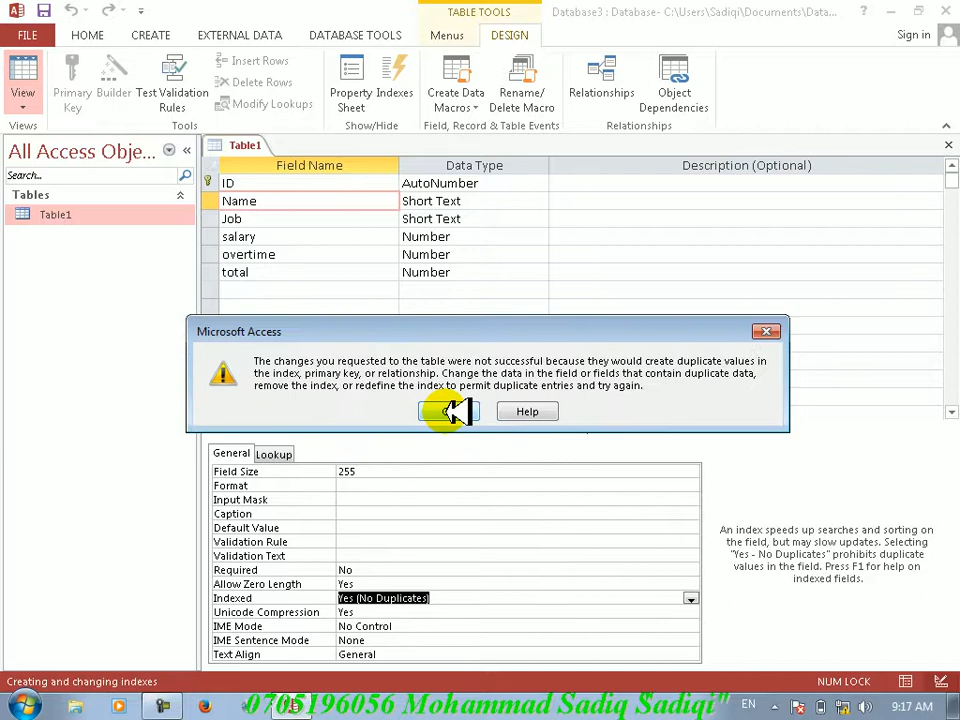 TABLE TOOLS
Database3 : Database- C:\Users\Sadiqi\Documents\Data...
FILE HOME CREATE EXTERNAL DATA DATABASE TOOLS Menus DESIGN Sign in
View
Primary Key
Builder
Test Validation Rules
Insert Rows
Delete Rows
Modify Lookups
Property Sheet
Indexes
Create Data Macros
Rename/ Delete Macro
Relationships
Object Dependencies
Views Tools Show/Hide Field, Record & Table Events Relationships
All Access Obje...
Search...
Tables
Table1
Table1
Field Name Data Type Description (Optional)
ID AutoNumber
Name Short Text
Job Short Text
salary Number
overtime Number
total Number
Microsoft Access
The changes you requested to the table were not successful because they would create duplicate values in
the index, primary key, or relationship. Change the data in the field or fields that contain duplicate data,
remove the index, or redefine the index to permit duplicate entries and try again.
Help
General Lookup
Field Size 255
Format
Input Mask
Caption
Default Value
Validation Rule
Validation Text
Required No
Allow Zero Length Yes
Indexed Yes (No Duplicates)
Unicode Compression Yes
IME Mode No Control
IME Sentence Mode None
Text Align General
An index speeds up searches and sorting on
the field, but may slow updates. Selecting
"Yes - No Duplicates" prohibits duplicate
values in the field. Press F1 for help on
indexed fields.
Creating and changing indexes NUM LOCK
0705196056 Mohammad Sadiq Sadiqi"
EN 9:17 AM